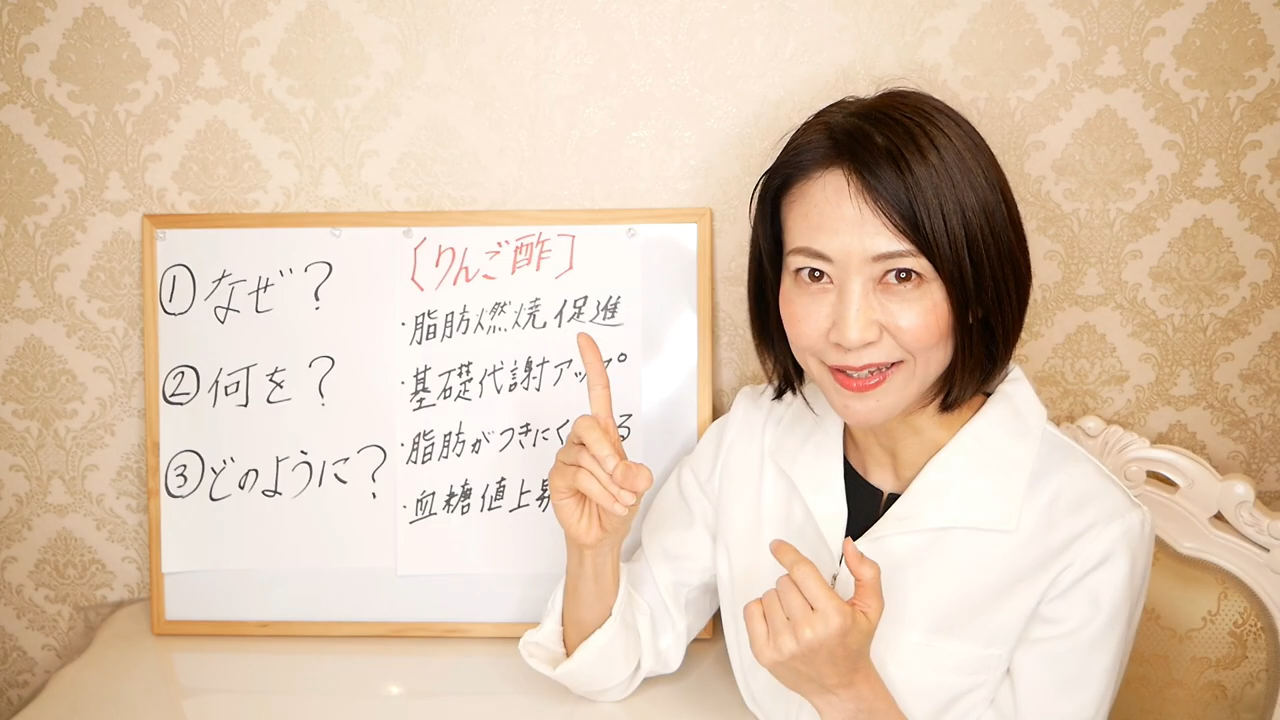 ①なぜ?
②何を?
③どのように?
[りんご酢]
・脂肪燃焼促進
・基礎代謝アップ
・脂肪がつきにく
・血糖値上昇